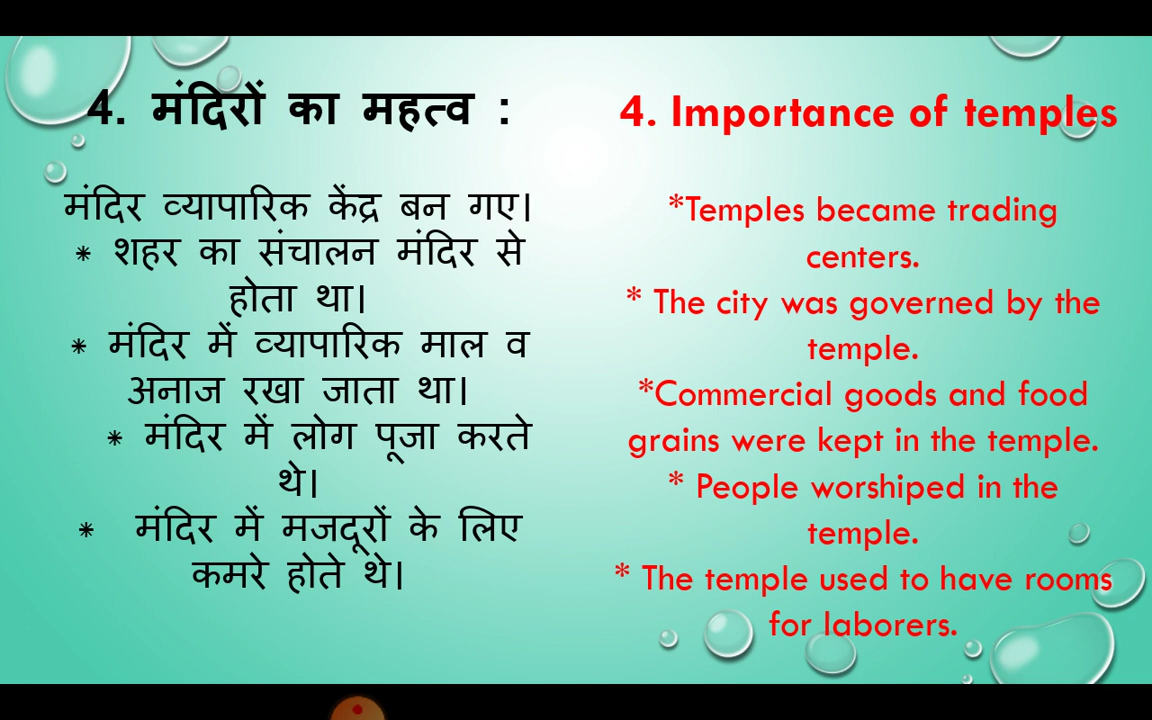 4. मंदिरों का महत्व :
मंदिर व्यापारिक केंद्र बन गए।
* शहर का संचालन मंदिर से
होता था।
* मंदिर में व्यापारिक माल व
अनाज रखा जाता था।
* मंदिर में लोग पूजा करते
थे।
* मंदिर में मजदूरों के लिए
कमरे होते थे।
4. Importance of temples
*Temples became trading
centers.
* The city was governed by the
temple.
*Commercial goods and food
grains were kept in the temple.
* People worshiped in the
temple.
* The temple used to have rooms
for laborers.